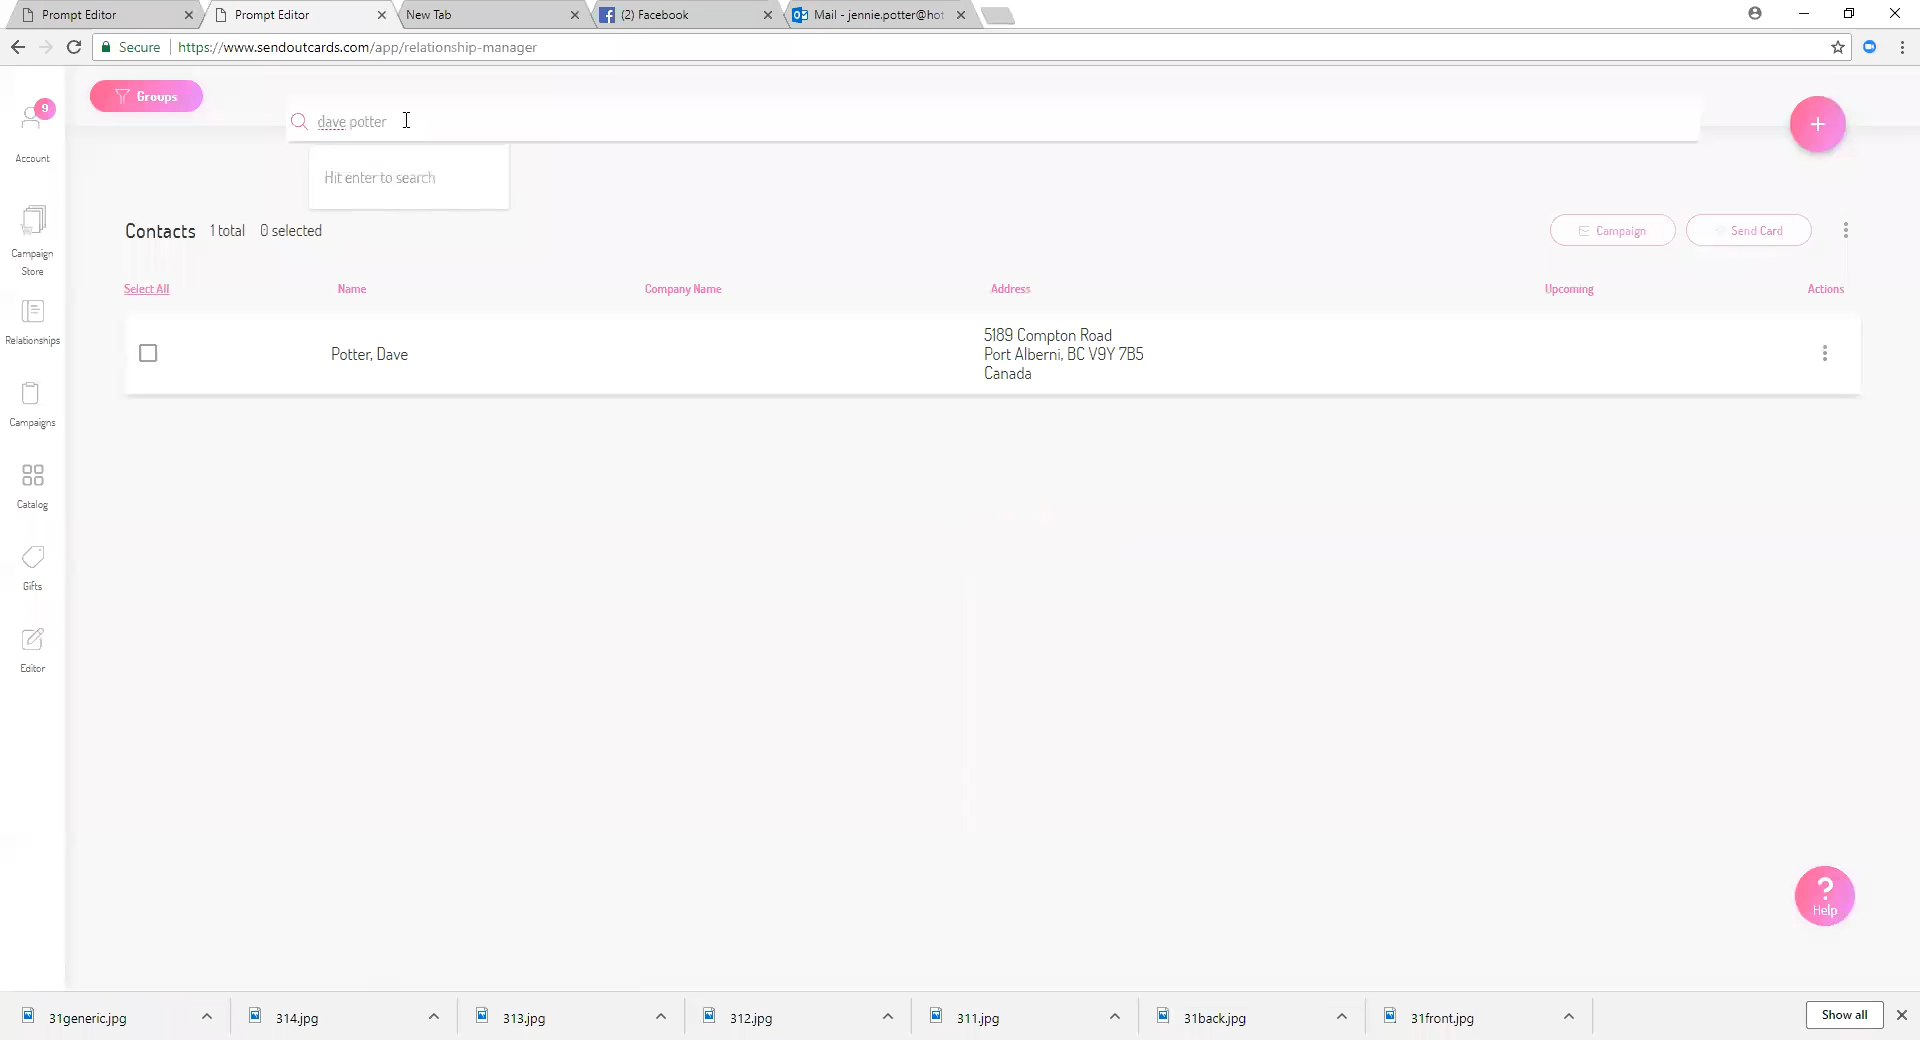 Prompt Editor
Prompt Editor
New Tab
(2) Facebook
Mail - jennie.potter@hot
Secure
https://www.sendoutcards.com/app/relationship-manager
Groups
dave potter
+
Hit enter to search
9
Account
Campaign
Store
Relationships
Campaigns
Catalog
Gifts
Editor
Contacts 1 total 0 selected
Campaign
Send Card
Select All Name Company Name Address Upcoming Actions
Potter, Dave
5189 Compton Road
Port Alberni, BC V9Y 7B5
Canada
?
Help
31generic.jpg
314.jpg
313.jpg
312.jpg
311.jpg
31back.jpg
31front.jpg
Show all